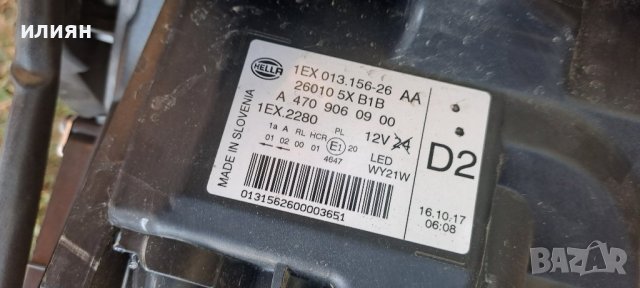 илиян
HELLA
1EX 013.156-26 AA
26010 5X B1B
A 470 906 09 00
1EX.2280
1a A RL HCR PL
01 02 00 01 E1 20
4647
12V 24
LED
WY21W
D2
MADE IN SLOVENIA
0131562600003651
16.10.17
06:08
BAZAR